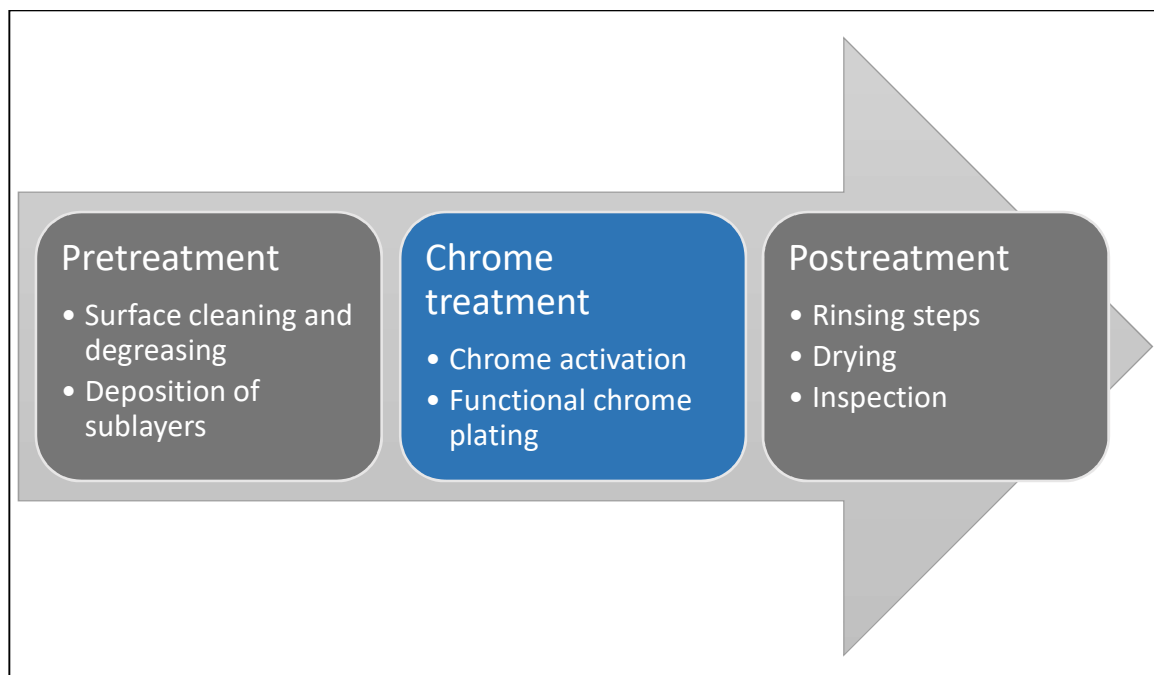 Pretreatment
• Surface cleaning and
degreasing
• Deposition of
sublayers
Chrome
treatment
• Chrome activation
• Functional chrome
plating
Postreatment
• Rinsing steps
• Drying
• Inspection